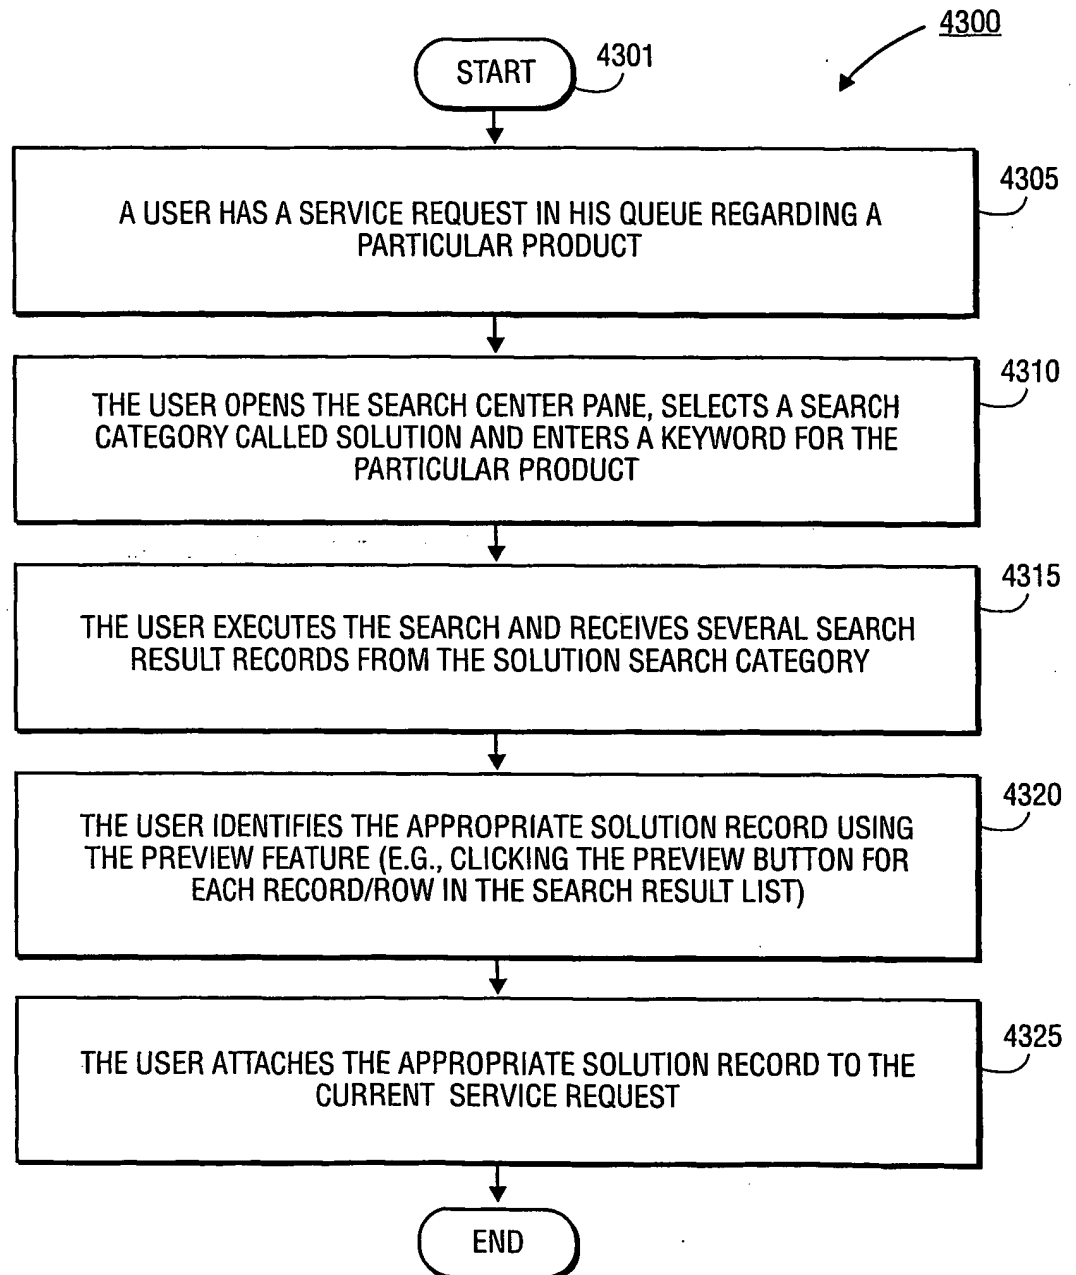 4300
START
4301
A USER HAS A SERVICE REQUEST IN HIS QUEUE REGARDING A
PARTICULAR PRODUCT
4305
THE USER OPENS THE SEARCH CENTER PANE, SELECTS A SEARCH
CATEGORY CALLED SOLUTION AND ENTERS A KEYWORD FOR THE
PARTICULAR PRODUCT
4310
THE USER EXECUTES THE SEARCH AND RECEIVES SEVERAL SEARCH
RESULT RECORDS FROM THE SOLUTION SEARCH CATEGORY
4315
THE USER IDENTIFIES THE APPROPRIATE SOLUTION RECORD USING
THE PREVIEW FEATURE (E.G., CLICKING THE PREVIEW BUTTON FOR
EACH RECORD/ROW IN THE SEARCH RESULT LIST)
4320
THE USER ATTACHES THE APPROPRIATE SOLUTION RECORD TO THE
CURRENT SERVICE REQUEST
4325
END